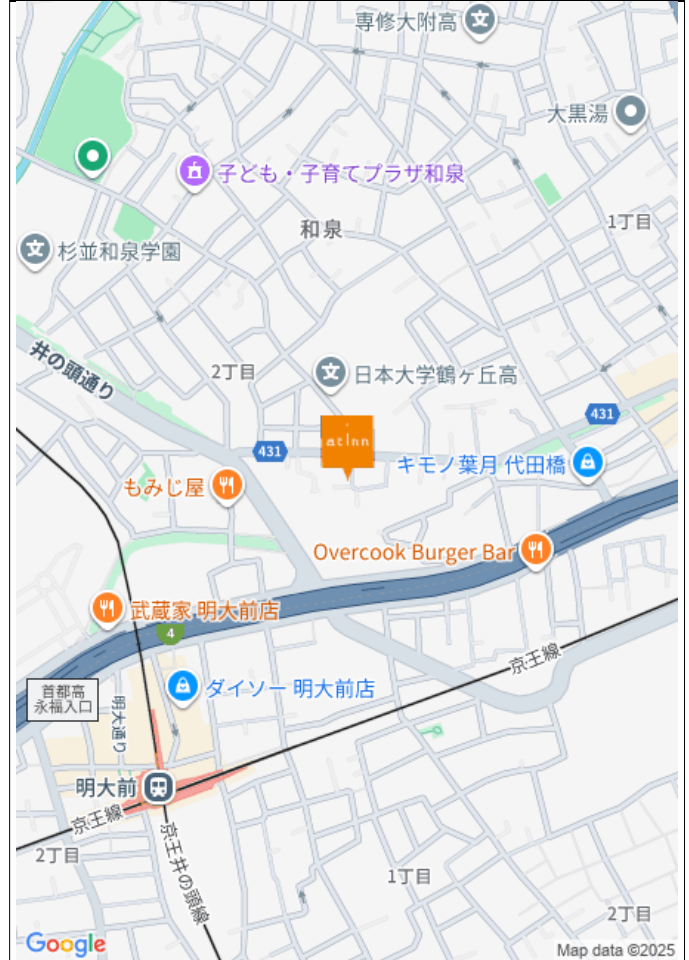 専修大附高
大黒湯
子ども・子育てプラザ和泉
1丁目
和泉
杉並和泉学園
井の頭通り
2丁目
日本大学鶴ヶ丘高
431
atinn
431
キモノ葉月 代田橋
もみじ屋
Overcook Burger Bar
武蔵家 明大前店
4
京王線
首都高
永福入口
明大通り
ダイソー 明大前店
明大前
京王線
京王井の頭線
2丁目
1丁目
2丁目
Google
Map data ©2025